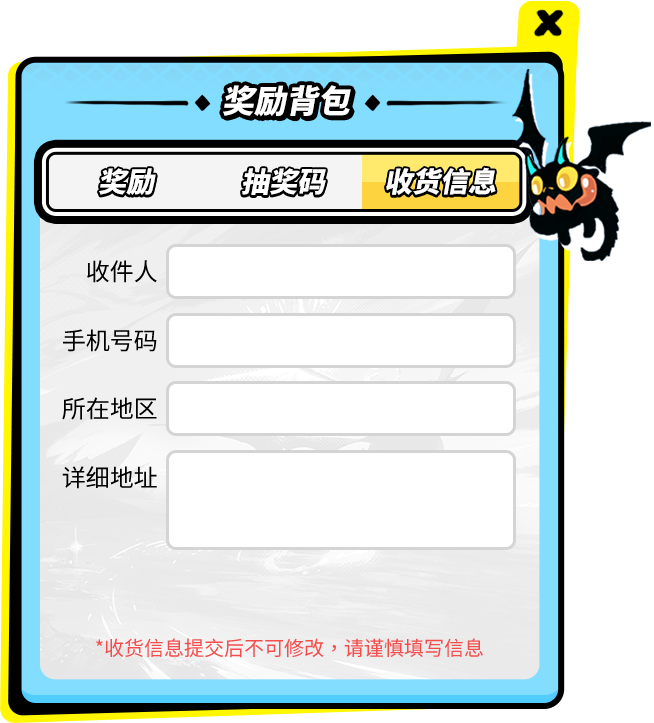 奖励背包
奖励 抽奖码 收货信息
收件人
手机号码
所在地区
详细地址
*收货信息提交后不可修改，请谨慎填写信息